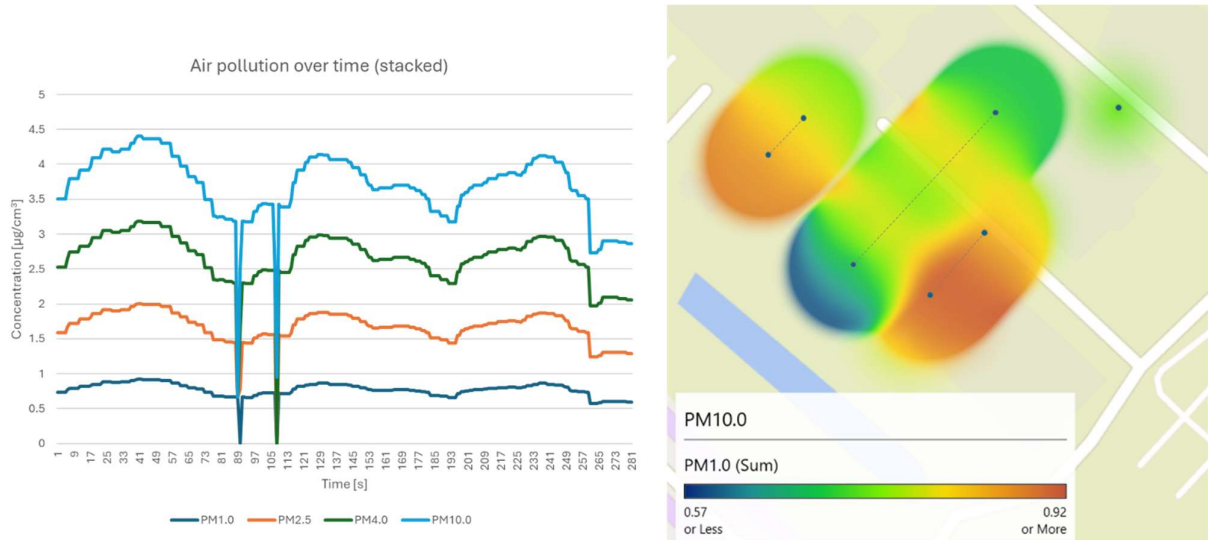 Air pollution over time (stacked)
5
4.5
4
3.5
3
2.5
2
1.5
1
0.5
0
Concentration [µg/cm³]
1 9 17 25 33 41 49 57 65 73 81 89 97 105 113 121 129 137 145 153 161 169 177 185 193 201 209 217 225 233 241 249 257 265 273 281
Time [s]
PM1.0 PM2.5 PM4.0 PM10.0
PM10.0
PM1.0 (Sum)
0.57 0.92
or Less or More